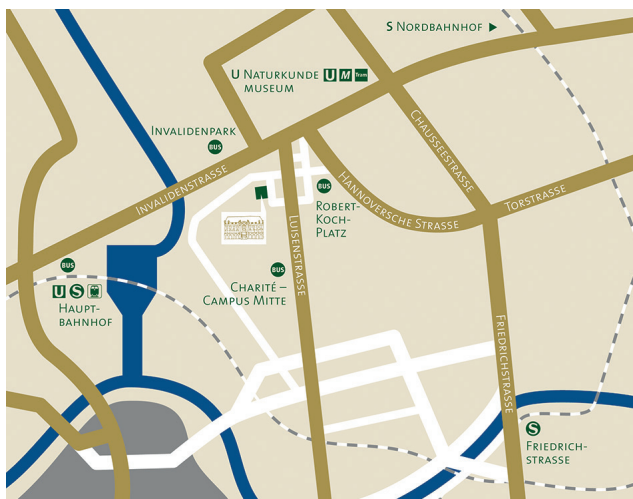 S NORDBAHNHOF
U NATURKUNDE U M Tram
MUSEUM
INVALIDENPARK
BUS
INVALIDENSTRASSE
CHAUSSEESTRASSE
HANNOVERSCHE STRASSE
TORSTRASSE
BUS
ROBERT-
KOCH-
PLATZ
LUISENSTRASSE
BUS
CHARITÉ –
CAMPUS MITTE
BUS
U S
HAUPT-
BAHNHOF
FRIEDRICHSTRASSE
S
FRIEDRICH-
STRASSE